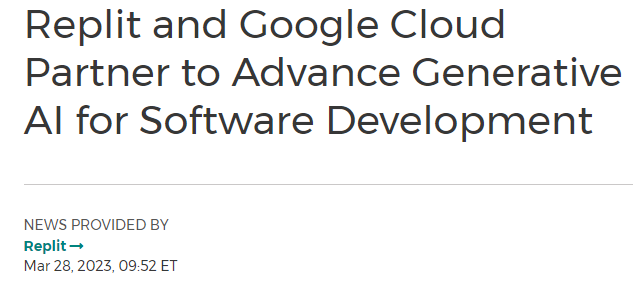 Replit and Google Cloud
Partner to Advance Generative
AI for Software Development
NEWS PROVIDED BY
Replit →
Mar 28, 2023, 09:52 ET